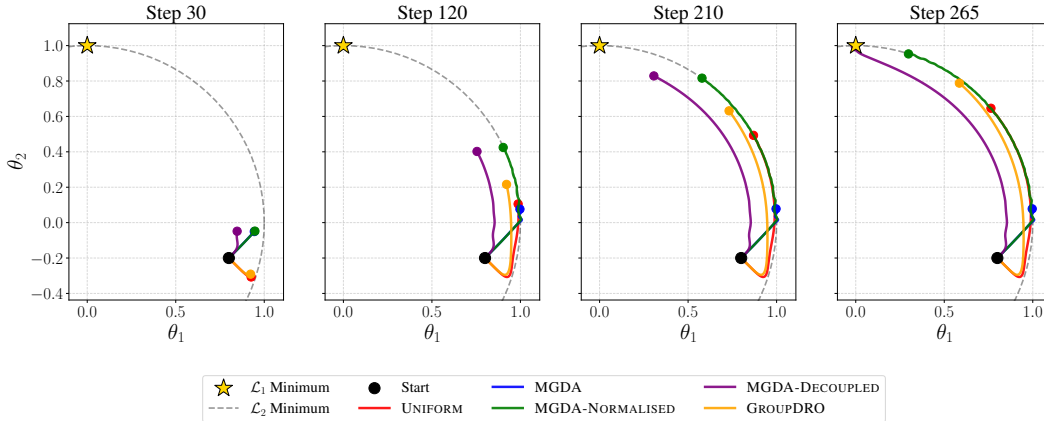 Step 30
Step 120
Step 210
Step 265
θ₂
1.0
0.8
0.6
0.4
0.2
0.0
−0.2
−0.4
0.0 0.5 1.0
0.0 0.5 1.0
0.0 0.5 1.0
0.0 0.5 1.0
θ₁
θ₁
θ₁
θ₁
ℒ₁ Minimum
Start
MGDA
MGDA-DECOUPLED
ℒ₂ Minimum
UNIFORM
MGDA-NORMALISED
GROUPDRO